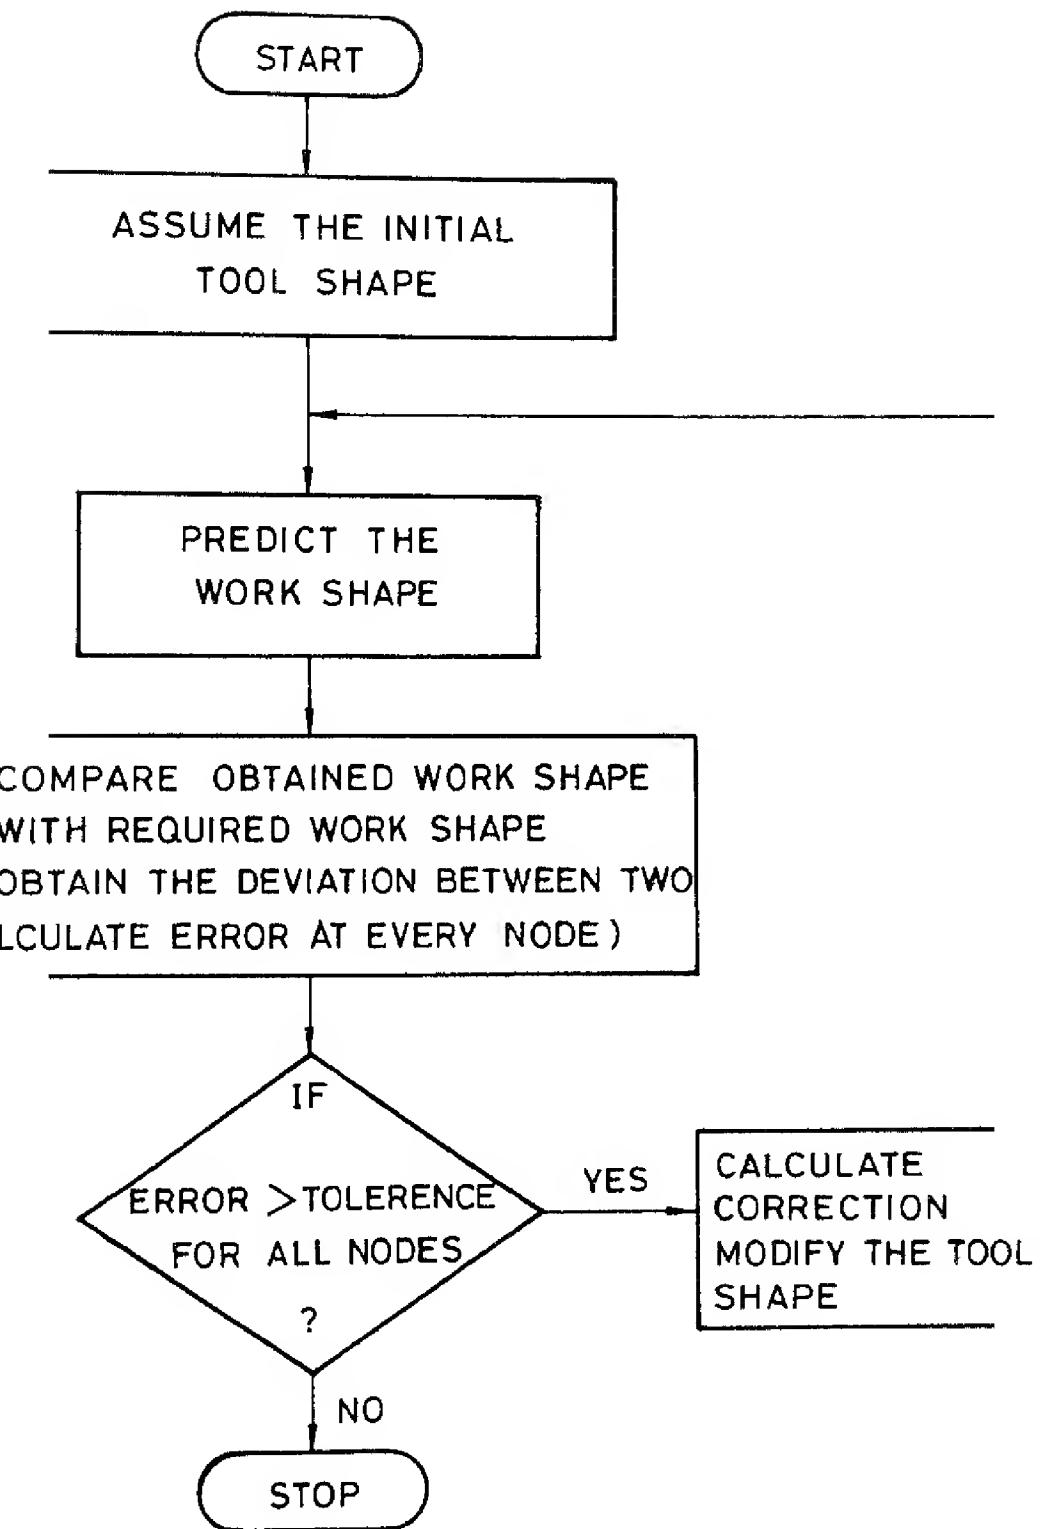 START
ASSUME THE INITIAL
TOOL SHAPE
PREDICT THE
WORK SHAPE
COMPARE OBTAINED WORK SHAPE
WITH REQUIRED WORK SHAPE
OBTAIN THE DEVIATION BETWEEN TWO
LCULATE ERROR AT EVERY NODE)
IF
ERROR >TOLERENCE
FOR ALL NODES
?
YES
CALCULATE
CORRECTION
MODIFY THE TOOL
SHAPE
NO
STOP